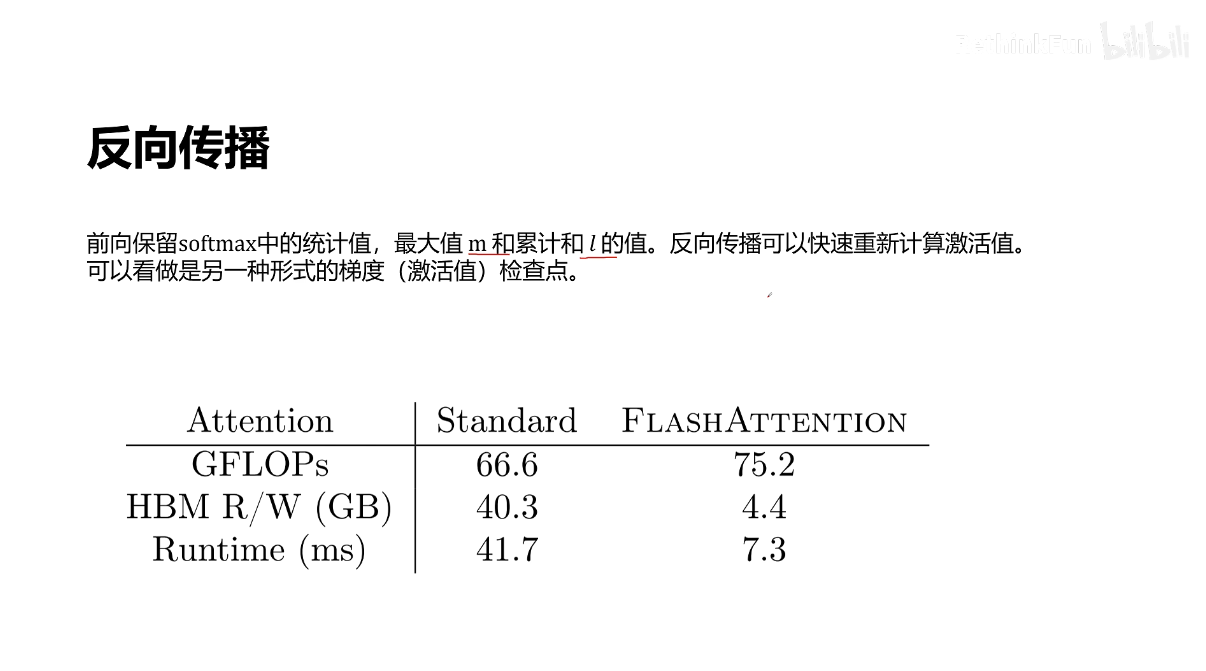 RethinkFun bilibili
反向传播
前向保留softmax中的统计值，最大值 m 和累计和 l 的值。反向传播可以快速重新计算激活值。
可以看做是另一种形式的梯度（激活值）检查点。
Attention Standard FLASHATTENTION
GFLOPs 66.6 75.2
HBM R/W (GB) 40.3 4.4
Runtime (ms) 41.7 7.3